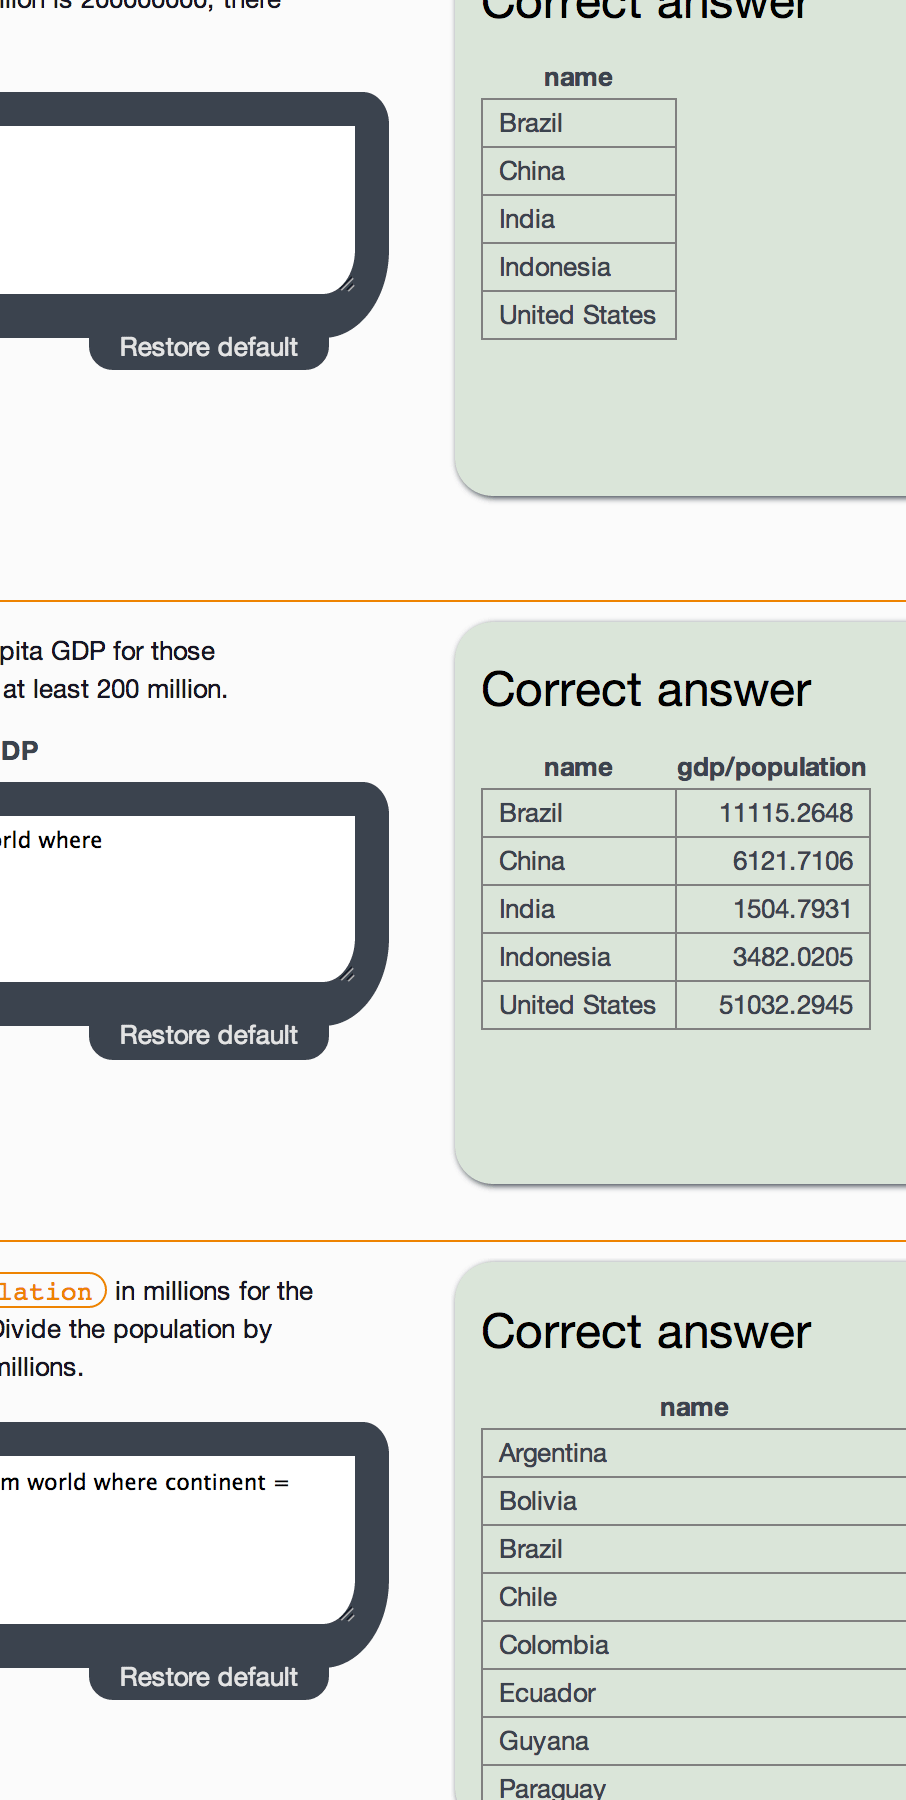 is 200000000, there
Correct answer
name
Brazil
China
India
Indonesia
United States
Restore default
pita GDP for those
at least 200 million.
DP
Correct answer
name gdp/population
orld where
Brazil 11115.2648
China 6121.7106
India 1504.7931
Indonesia 3482.0205
United States 51032.2945
Restore default
lation in millions for the
Divide the population by
millions.
Correct answer
name
m world where continent =
Argentina
Bolivia
Brazil
Chile
Colombia
Ecuador
Guyana
Paraguay
Restore default